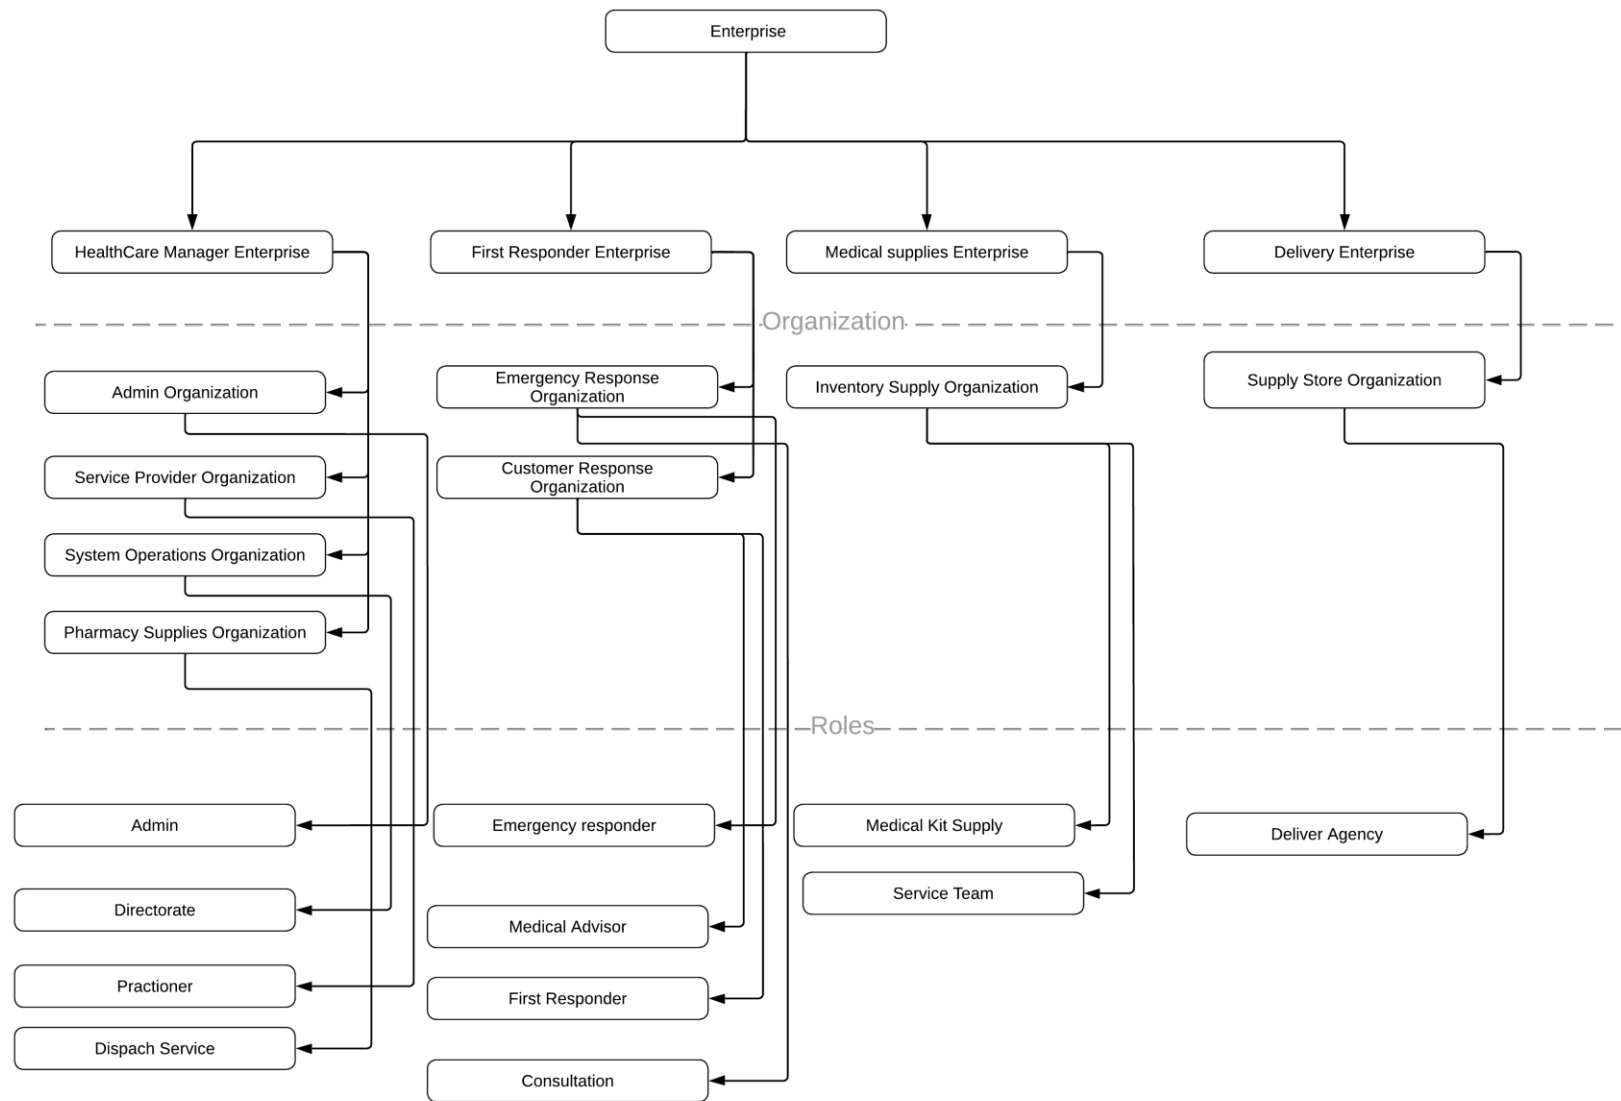 Enterprise
HealthCare Manager Enterprise
First Responder Enterprise
Medical supplies Enterprise
Delivery Enterprise
Organization
Admin Organization
Emergency Response
Organization
Inventory Supply Organization
Supply Store Organization
Service Provider Organization
Customer Response
Organization
System Operations Organization
Pharmacy Supplies Organization
Roles
Admin
Emergency responder
Medical Kit Supply
Deliver Agency
Directorate
Medical Advisor
Service Team
Practioner
First Responder
Dispach Service
Consultation